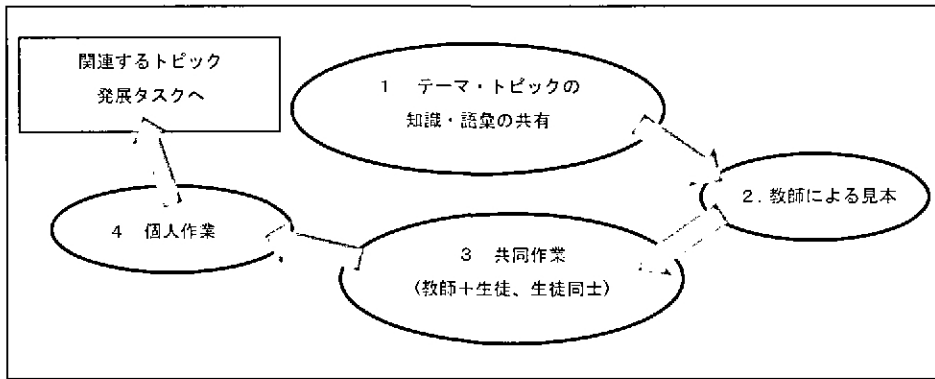 関連するトピック
発展タスクへ
1 テーマ・トピックの
知識・語彙の共有
2.教師による見本
3 共同作業
(教師＋生徒、生徒同士)
4 個人作業